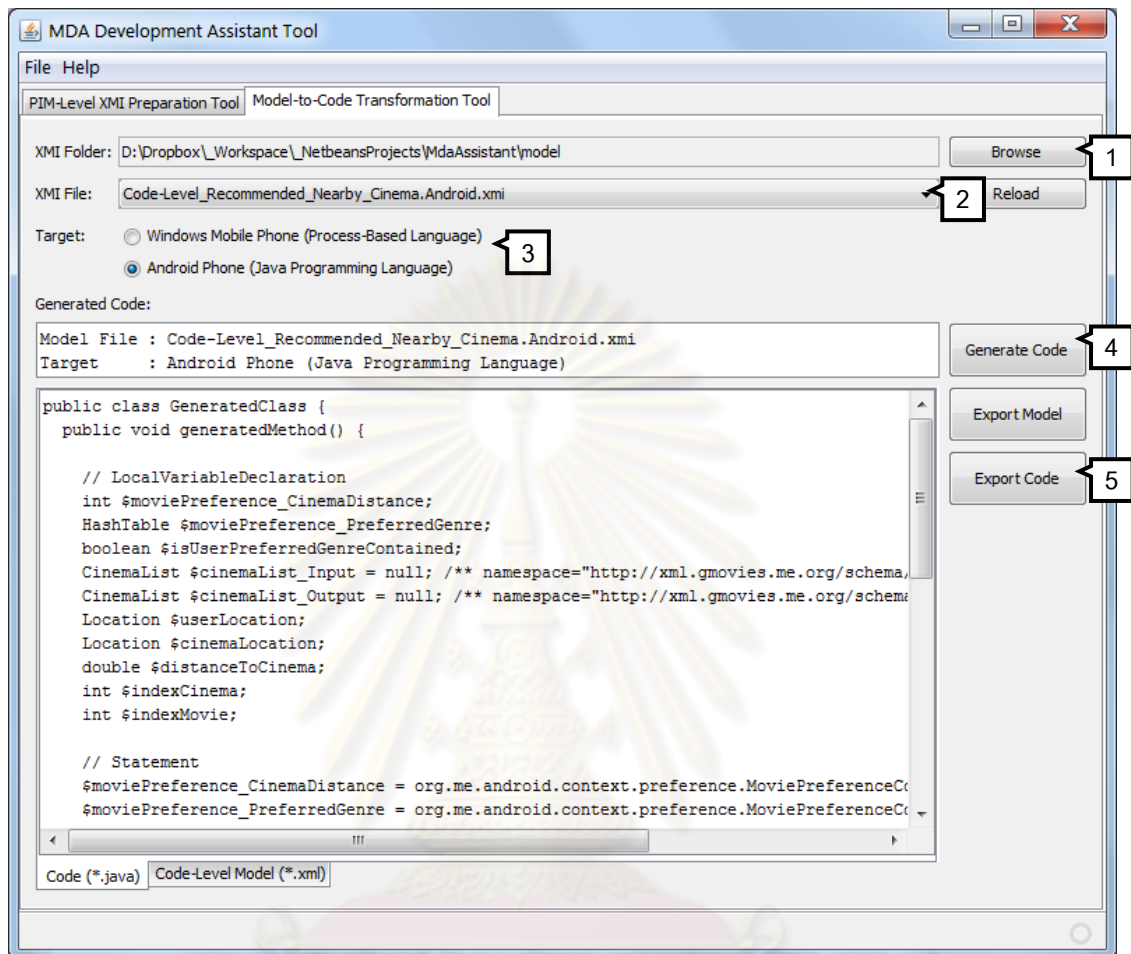 MDA Development Assistant Tool
File Help
PIM-Level XMI Preparation Tool Model-to-Code Transformation Tool
XMI Folder: D:\Dropbox\_Workspace\_NetbeansProjects\MdaAssistant\model Browse 1
XMI File: Code-Level_Recommended_Nearby_Cinema.Android.xmi 2 Reload
Target: Windows Mobile Phone (Process-Based Language) 3
Android Phone (Java Programming Language)
Generated Code:
Model File : Code-Level_Recommended_Nearby_Cinema.Android.xmi
Target : Android Phone (Java Programming Language)
Generate Code 4
Export Model
Export Code 5
public class GeneratedClass {
public void generatedMethod() {
// LocalVariableDeclaration
int $moviePreference_CinemaDistance;
HashTable $moviePreference_PreferredGenre;
boolean $isUserPreferredGenreContained;
CinemaList $cinemaList_Input = null; /** namespace="http://xml.gmovies.me.org/schema/
CinemaList $cinemaList_Output = null; /** namespace="http://xml.gmovies.me.org/schema
Location $userLocation;
Location $cinemaLocation;
double $distanceToCinema;
int $indexCinema;
int $indexMovie;
// Statement
$moviePreference_CinemaDistance = org.me.android.context.preference.MoviePreferenceCo
$moviePreference_PreferredGenre = org.me.android.context.preference.MoviePreferenceCo
Code (*.java) Code-Level Model (*.xml)